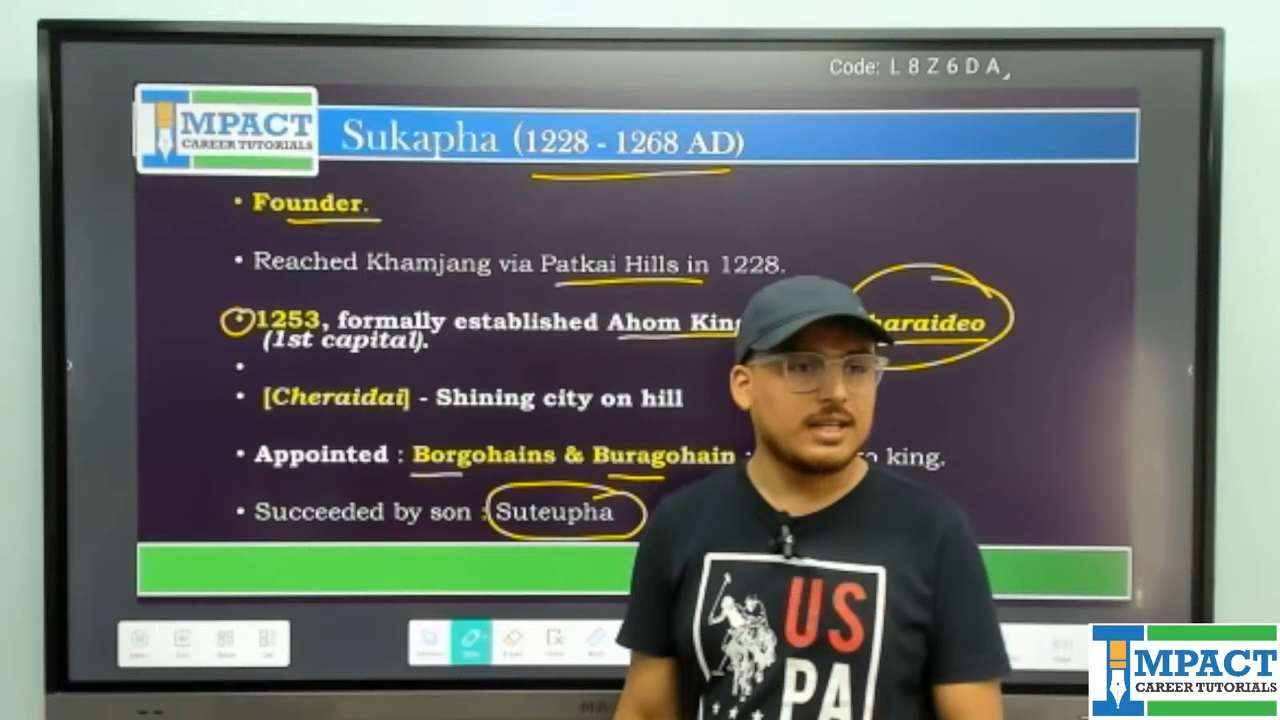 Code: L 8 Z 6 D A
IMPACT
CAREER TUTORIALS
Sukapha (1228 - 1268 AD)
• Founder.
• Reached Khamjang via Patkai Hills in 1228.
• 1253, formally established Ahom
(1st capital).
•
• [Cheraidai] - Shining city on hill
• Appointed : Borgohains & Buragohain king.
• Succeeded by son : Suteupha
US
PA
IMPACT
CAREER TUTORIALS